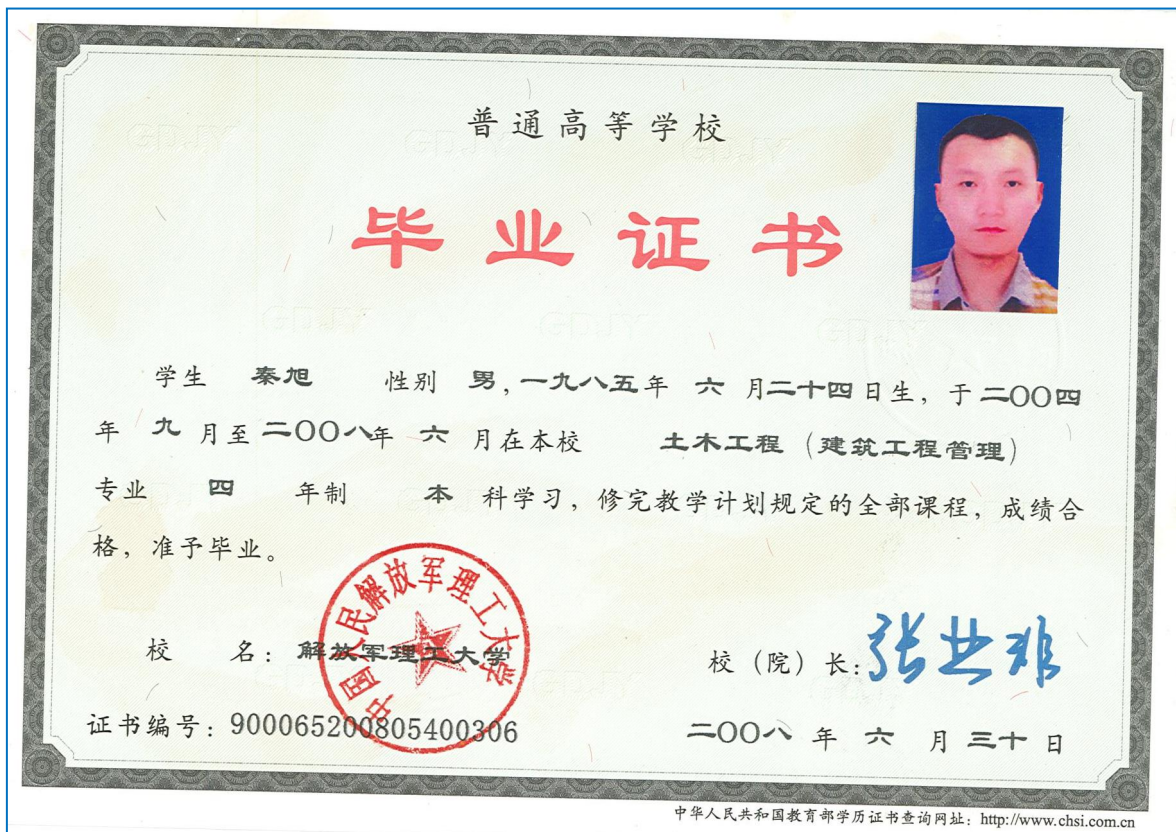 普通高等学校
毕业证书
学生 秦旭 性别 男，一九八五年 六 月二十四日生，于二〇〇四
年 九 月至二〇〇八年 六 月在本校 土木工程（建筑工程管理）
专业 四 年制 本 科学习，修完教学计划规定的全部课程，成绩合
格，准予毕业。
中国人民解放军理工大学
校 名：解放军理工大学
校（院）长：张亚非
证书编号：900065200805400306
二〇〇八 年 六 月 三十 日
中华人民共和国教育部学历证书查询网址：http://www.chsi.com.cn